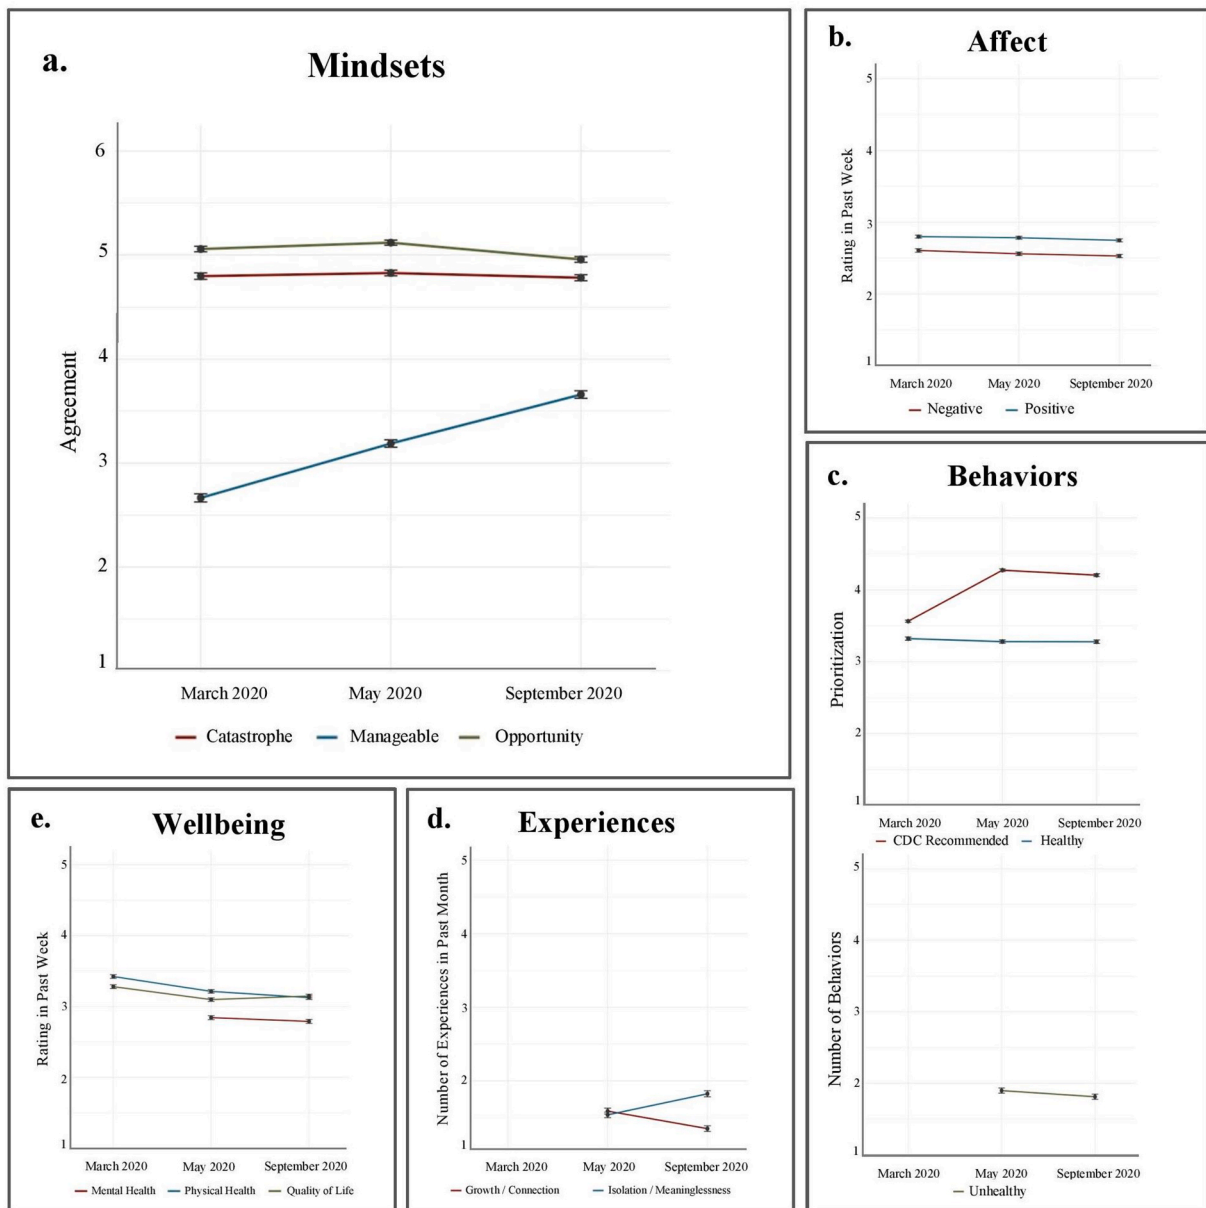 a.
Mindsets
6
5
4
3
2
1
Agreement
March 2020 May 2020 September 2020
Catastrophe Manageable Opportunity
b.
Affect
5
4
3
2
1
Rating in Past Week
March 2020 May 2020 September 2020
Negative Positive
c.
Behaviors
5
4
3
2
1
Prioritization
March 2020 May 2020 September 2020
CDC Recommended Healthy
5
4
3
2
1
Number of Behaviors
March 2020 May 2020 September 2020
Unhealthy
e.
Wellbeing
5
4
3
2
1
Rating in Past Week
March 2020 May 2020 September 2020
Mental Health Physical Health Quality of Life
d.
Experiences
5
4
3
2
1
Number of Experiences in Past Month
March 2020 May 2020 September 2020
Growth / Connection Isolation / Meaninglessness